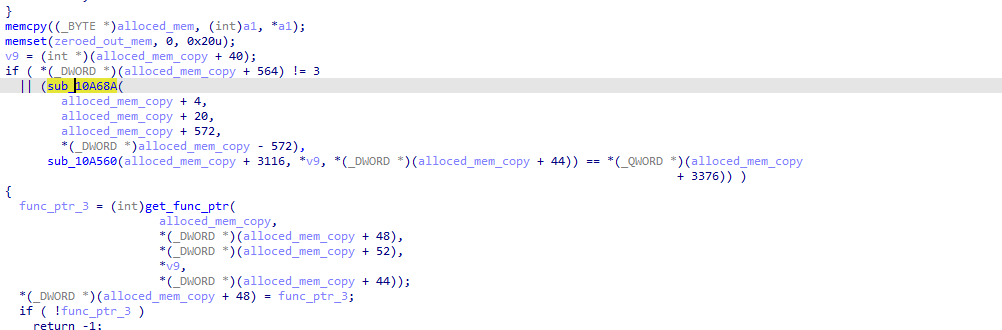 }
memcpy((_BYTE *)alloced_mem, (int)a1, *a1);
memset(zeroed_out_mem, 0, 0x20u);
v9 = (int *)(alloced_mem_copy + 40);
if ( *(_DWORD *)(alloced_mem_copy + 564) != 3
|| (sub_10A68A(
alloced_mem_copy + 4,
alloced_mem_copy + 20,
alloced_mem_copy + 572,
*(_DWORD *)alloced_mem_copy - 572),
sub_10A560(alloced_mem_copy + 3116, *v9, *(_DWORD *)(alloced_mem_copy + 44)) == *(_QWORD *)(alloced_mem_copy
+ 3376)) )
{
func_ptr_3 = (int)get_func_ptr(
alloced_mem_copy,
*(_DWORD *)(alloced_mem_copy + 48),
*(_DWORD *)(alloced_mem_copy + 52),
*v9,
*(_DWORD *)(alloced_mem_copy + 44));
*(_DWORD *)(alloced_mem_copy + 48) = func_ptr_3;
if ( !func_ptr_3 )
return -1;